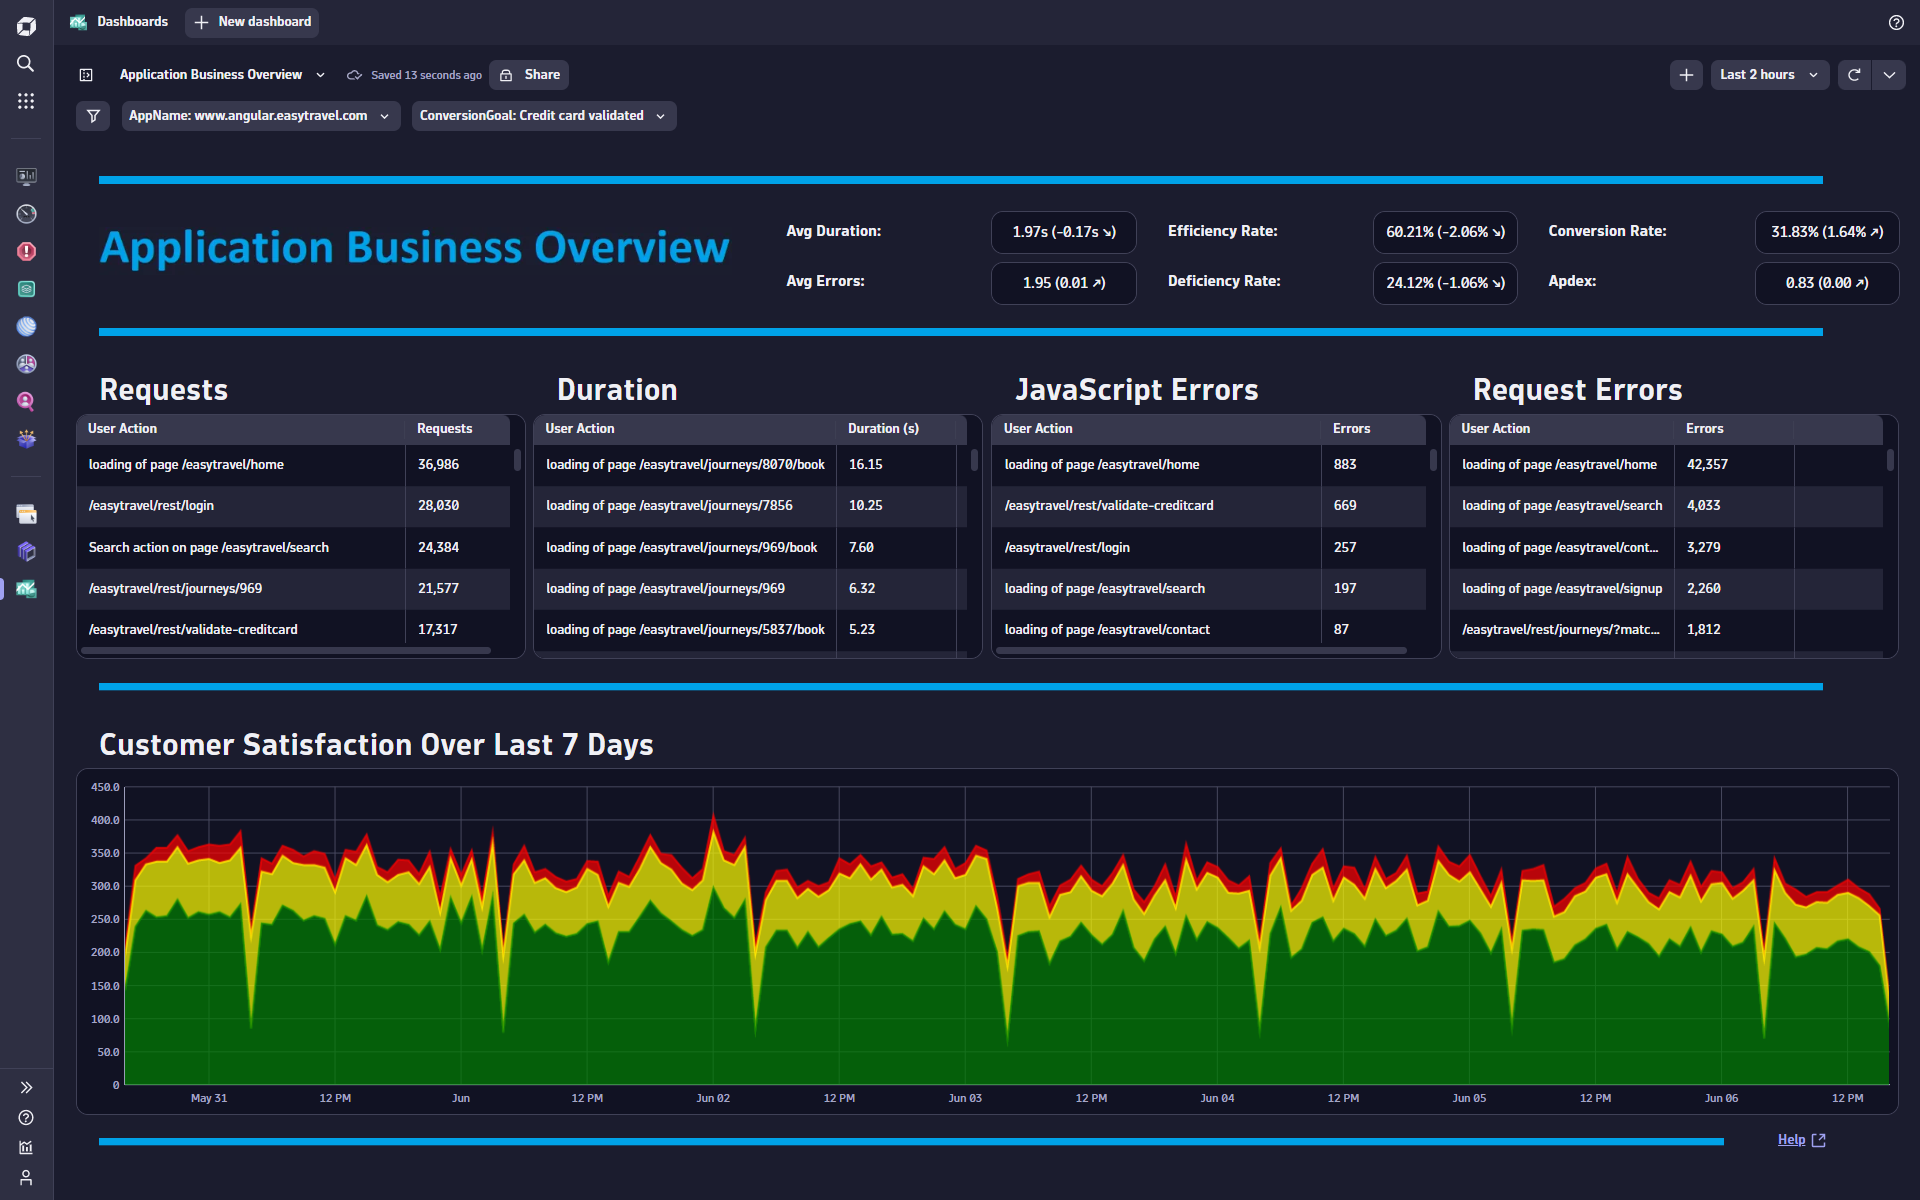 Dashboards
New dashboard
Application Business Overview
Saved 13 seconds ago
Share
Last 2 hours
AppName: www.angular.easytravel.com
ConversionGoal: Credit card validated
Application Business Overview
Avg Duration:
1.97s (-0.17s ↘)
Efficiency Rate:
60.21% (-2.06% ↘)
Conversion Rate:
31.83% (1.64% ↗)
Avg Errors:
1.95 (0.01 ↗)
Deficiency Rate:
24.12% (-1.06% ↘)
Apdex:
0.83 (0.00 ↗)
Requests
User Action Requests
loading of page /easytravel/home 36,986
/easytravel/rest/login 28,030
Search action on page /easytravel/search 24,384
/easytravel/rest/journeys/969 21,577
/easytravel/rest/validate-creditcard 17,317
Duration
User Action Duration (s)
loading of page /easytravel/journeys/8070/book 16.15
loading of page /easytravel/journeys/7856 10.25
loading of page /easytravel/journeys/969/book 7.60
loading of page /easytravel/journeys/969 6.32
loading of page /easytravel/journeys/5837/book 5.23
JavaScript Errors
User Action Errors
loading of page /easytravel/home 883
/easytravel/rest/validate-creditcard 669
/easytravel/rest/login 257
loading of page /easytravel/search 197
loading of page /easytravel/contact 87
Request Errors
User Action Errors
loading of page /easytravel/home 42,357
loading of page /easytravel/search 4,033
loading of page /easytravel/cont... 3,279
loading of page /easytravel/signup 2,260
/easytravel/rest/journeys/?matc... 1,812
Customer Satisfaction Over Last 7 Days
450.0
400.0
350.0
300.0
250.0
200.0
150.0
100.0
50.0
0
May 31 12 PM Jun 12 PM Jun 02 12 PM Jun 03 12 PM Jun 04 12 PM Jun 05 12 PM Jun 06 12 PM
Help